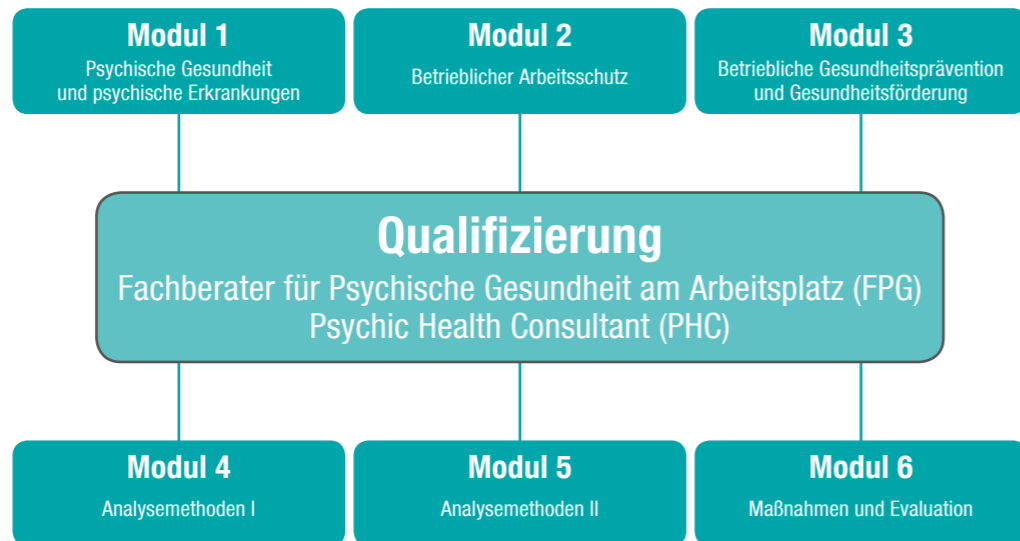 Modul 1
Psychische Gesundheit
und psychische Erkrankungen
Modul 2
Betrieblicher Arbeitsschutz
Modul 3
Betriebliche Gesundheitsprävention
und Gesundheitsförderung
Qualifizierung
Fachberater für Psychische Gesundheit am Arbeitsplatz (FPG)
Psychic Health Consultant (PHC)
Modul 4
Analysemethoden I
Modul 5
Analysemethoden II
Modul 6
Maßnahmen und Evaluation